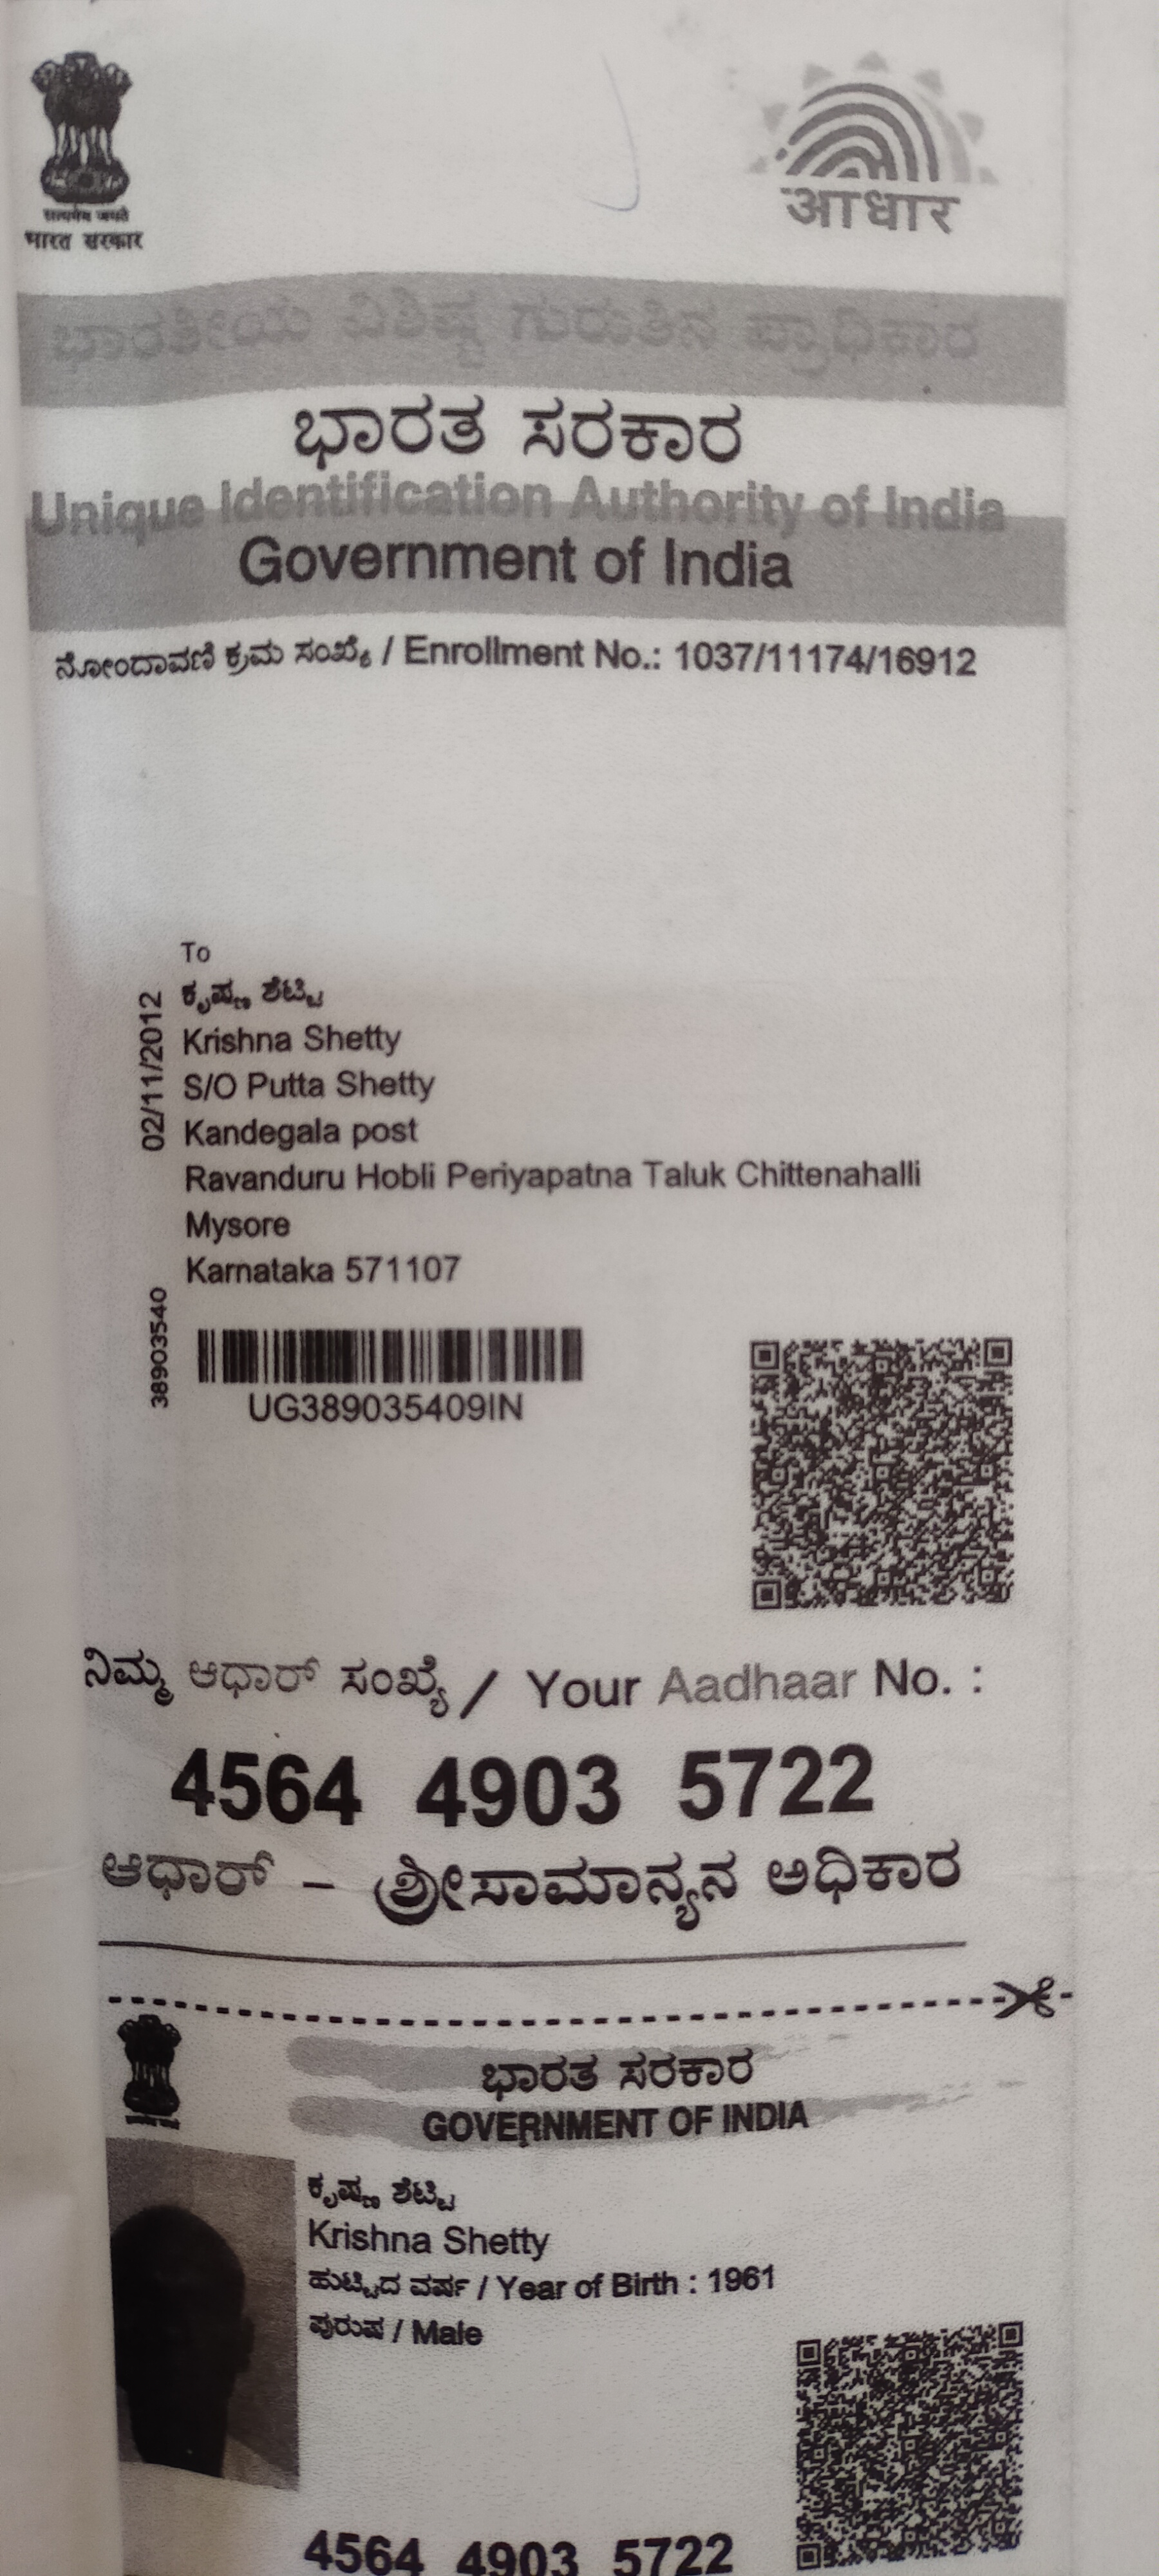 सत्यमेव जयते
भारत सरकार
आधार
ಭಾರತೀಯ ವಿಶಿಷ್ಟ ಗುರುತಿನ ಪ್ರಾಧಿಕಾರ
ಭಾರತ ಸರಕಾರ
Unique Identification Authority of India
Government of India
ನೋಂದಾವಣಿ ಕ್ರಮ ಸಂಖ್ಯೆ / Enrollment No.: 1037/11174/16912
To
ಕೃಷ್ಣ ಶೆಟ್ಟಿ
Krishna Shetty
S/O Putta Shetty
Kandegala post
Ravanduru Hobli Periyapatna Taluk Chittenahalli
Mysore
Karnataka 571107
02/11/2012
38903540
UG389035409IN
ನಿಮ್ಮ ಆಧಾರ್ ಸಂಖ್ಯೆ / Your Aadhaar No. :
4564 4903 5722
ಆಧಾರ್ – ಶ್ರೀಸಾಮಾನ್ಯನ ಅಧಿಕಾರ
ಭಾರತ ಸರಕಾರ
GOVERNMENT OF INDIA
ಕೃಷ್ಣ ಶೆಟ್ಟಿ
Krishna Shetty
ಹುಟ್ಟಿದ ವರ್ಷ / Year of Birth : 1961
ಪುರುಷ / Male
4564 4903 5722